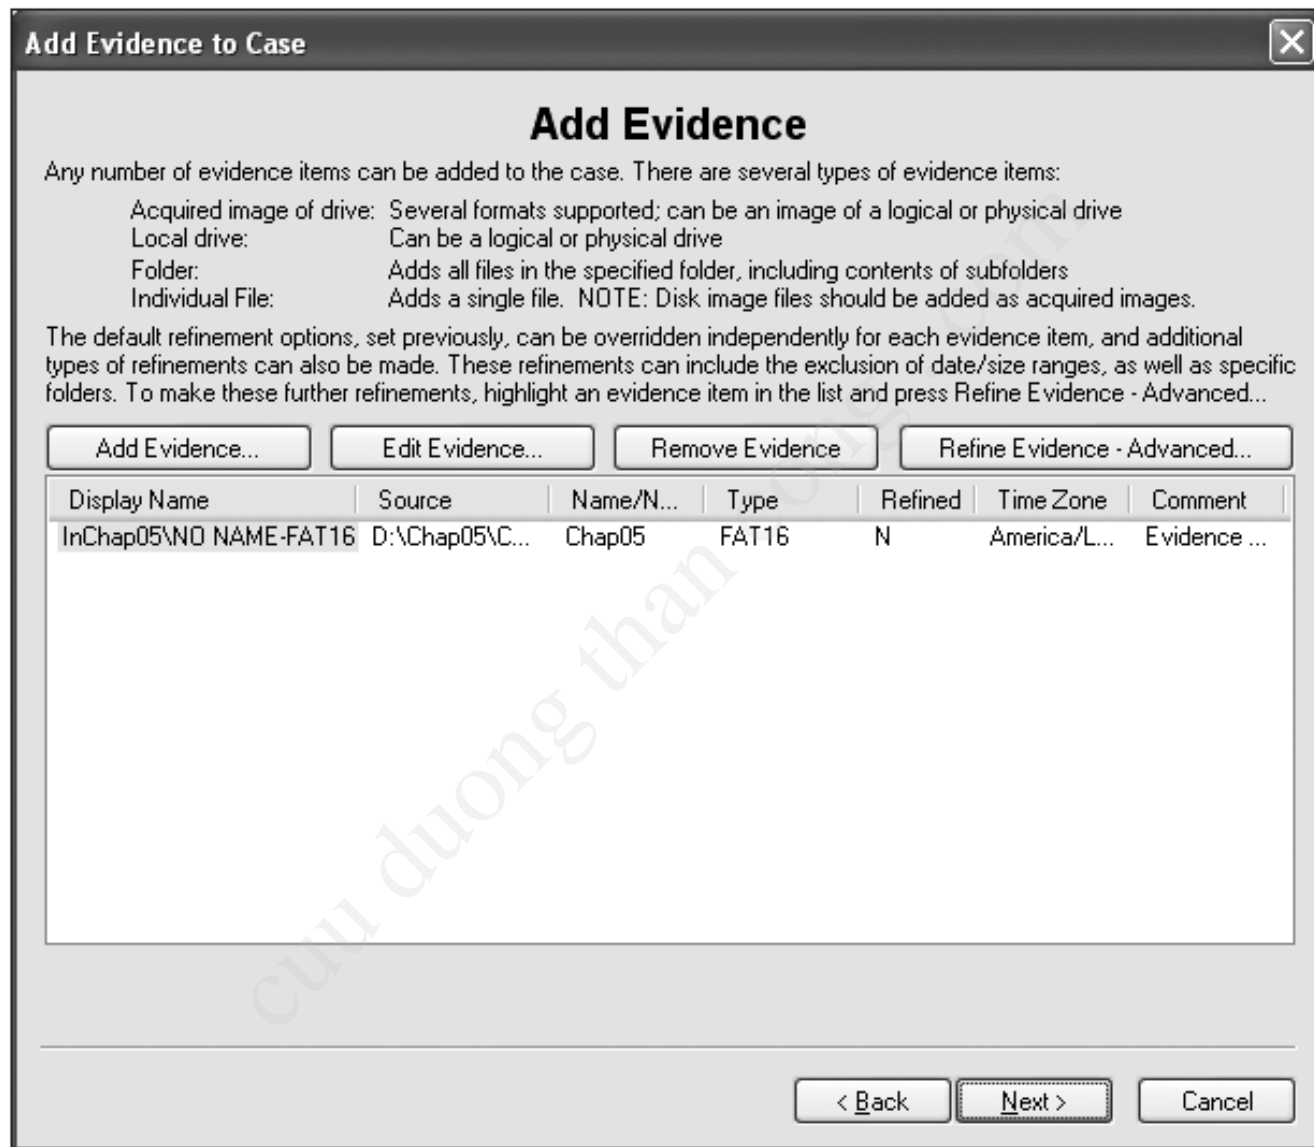 Add Evidence to Case
Add Evidence
Any number of evidence items can be added to the case. There are several types of evidence items:
Acquired image of drive: Several formats supported; can be an image of a logical or physical drive
Local drive: Can be a logical or physical drive
Folder: Adds all files in the specified folder, including contents of subfolders
Individual File: Adds a single file. NOTE: Disk image files should be added as acquired images.
The default refinement options, set previously, can be overridden independently for each evidence item, and additional
types of refinements can also be made. These refinements can include the exclusion of date/size ranges, as well as specific
folders. To make these further refinements, highlight an evidence item in the list and press Refine Evidence - Advanced...
Add Evidence... Edit Evidence... Remove Evidence Refine Evidence - Advanced...
Display Name Source Name/N... Type Refined Time Zone Comment
InChap05\NO NAME-FAT16 D:\Chap05\C... Chap05 FAT16 N America/L... Evidence ...
cuu duong than cong . com
< Back Next > Cancel